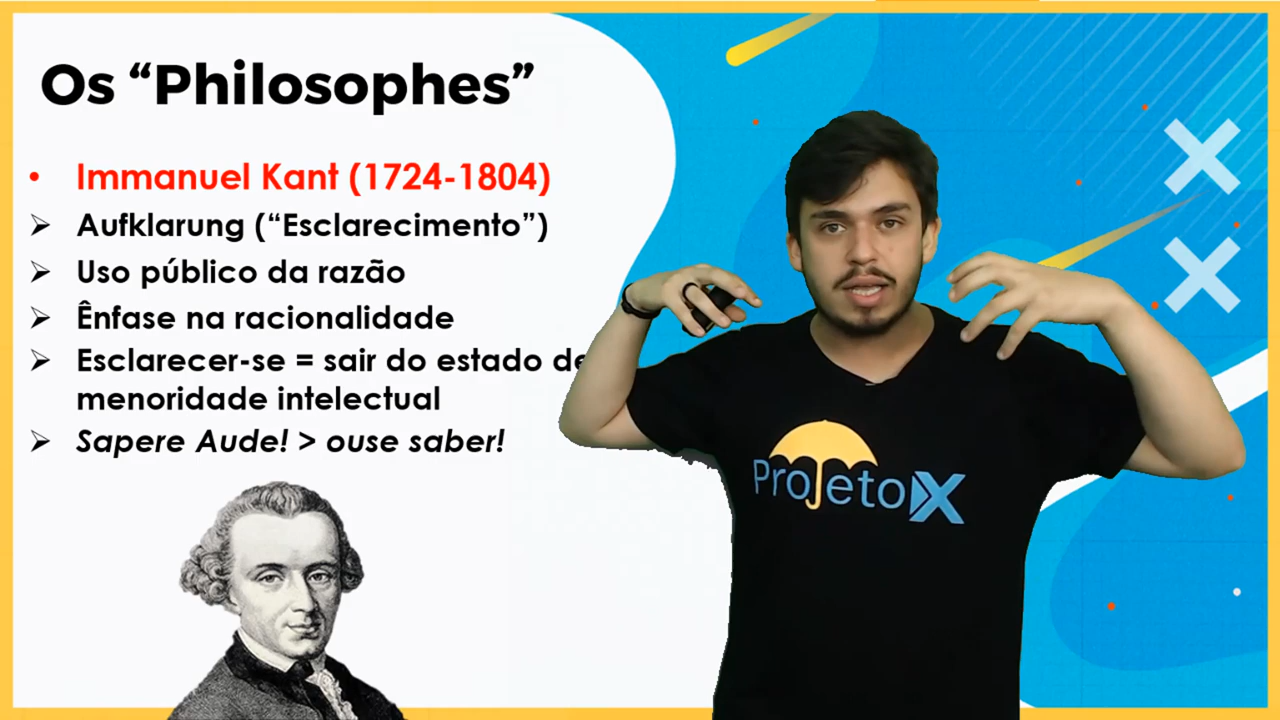 Os “Philosophes”
• Immanuel Kant (1724-1804)
➢ Aufklarung (“Esclarecimento”)
➢ Uso público da razão
➢ Ênfase na racionalidade
➢ Esclarecer-se = sair do estado de
menoridade intelectual
➢ Sapere Aude! > ouse saber!
ProjetoX